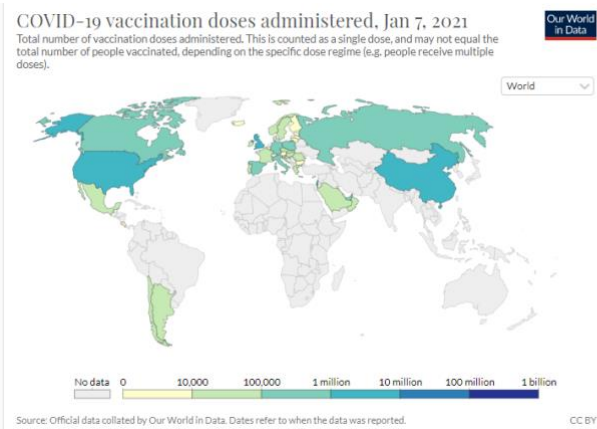 COVID-19 vaccination doses administered, Jan 7, 2021
Our World
in Data
Total number of vaccination doses administered. This is counted as a single dose, and may not equal the
total number of people vaccinated, depending on the specific dose regime (e.g. people receive multiple
doses).
World
No data 0 10,000 100,000 1 million 10 million 100 million 1 billion
Source: Official data collated by Our World in Data. Dates refer to when the data was reported. CC BY